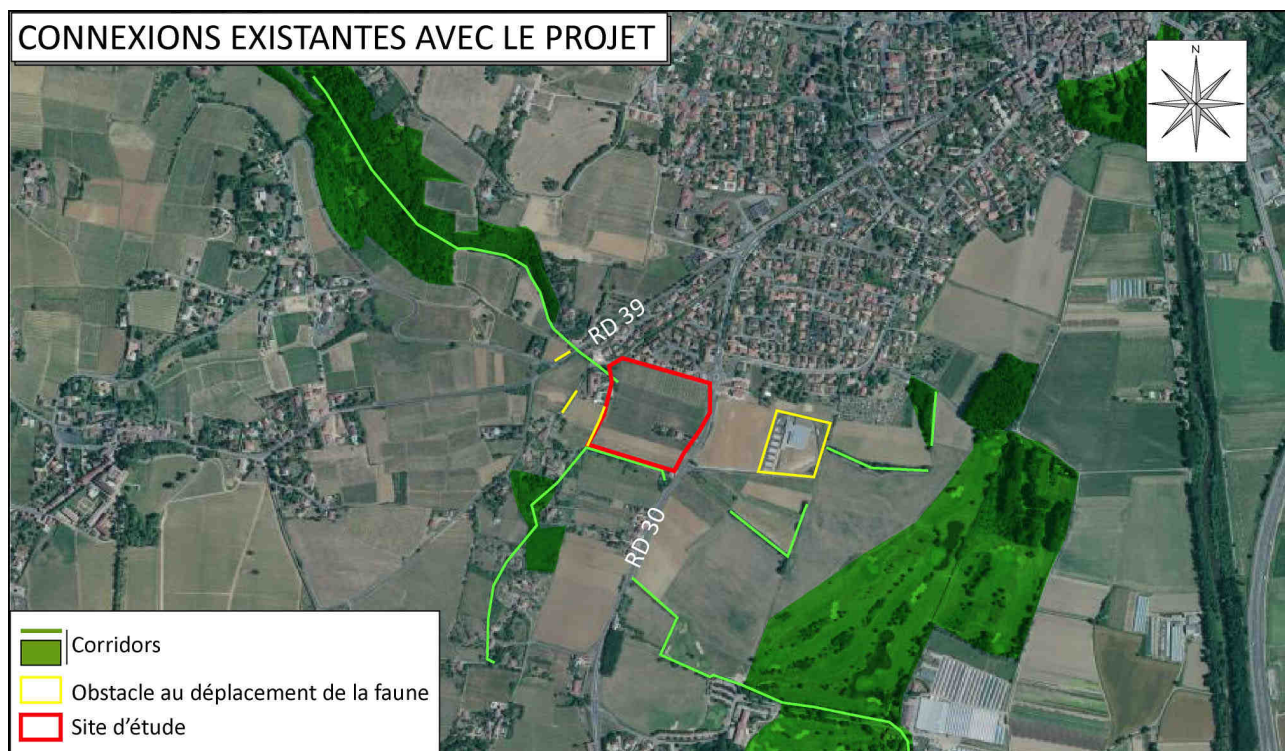 CONNEXIONS EXISTANTES AVEC LE PROJET
N
RD 39
RD 30
Corridors
Obstacle au déplacement de la faune
Site d'étude